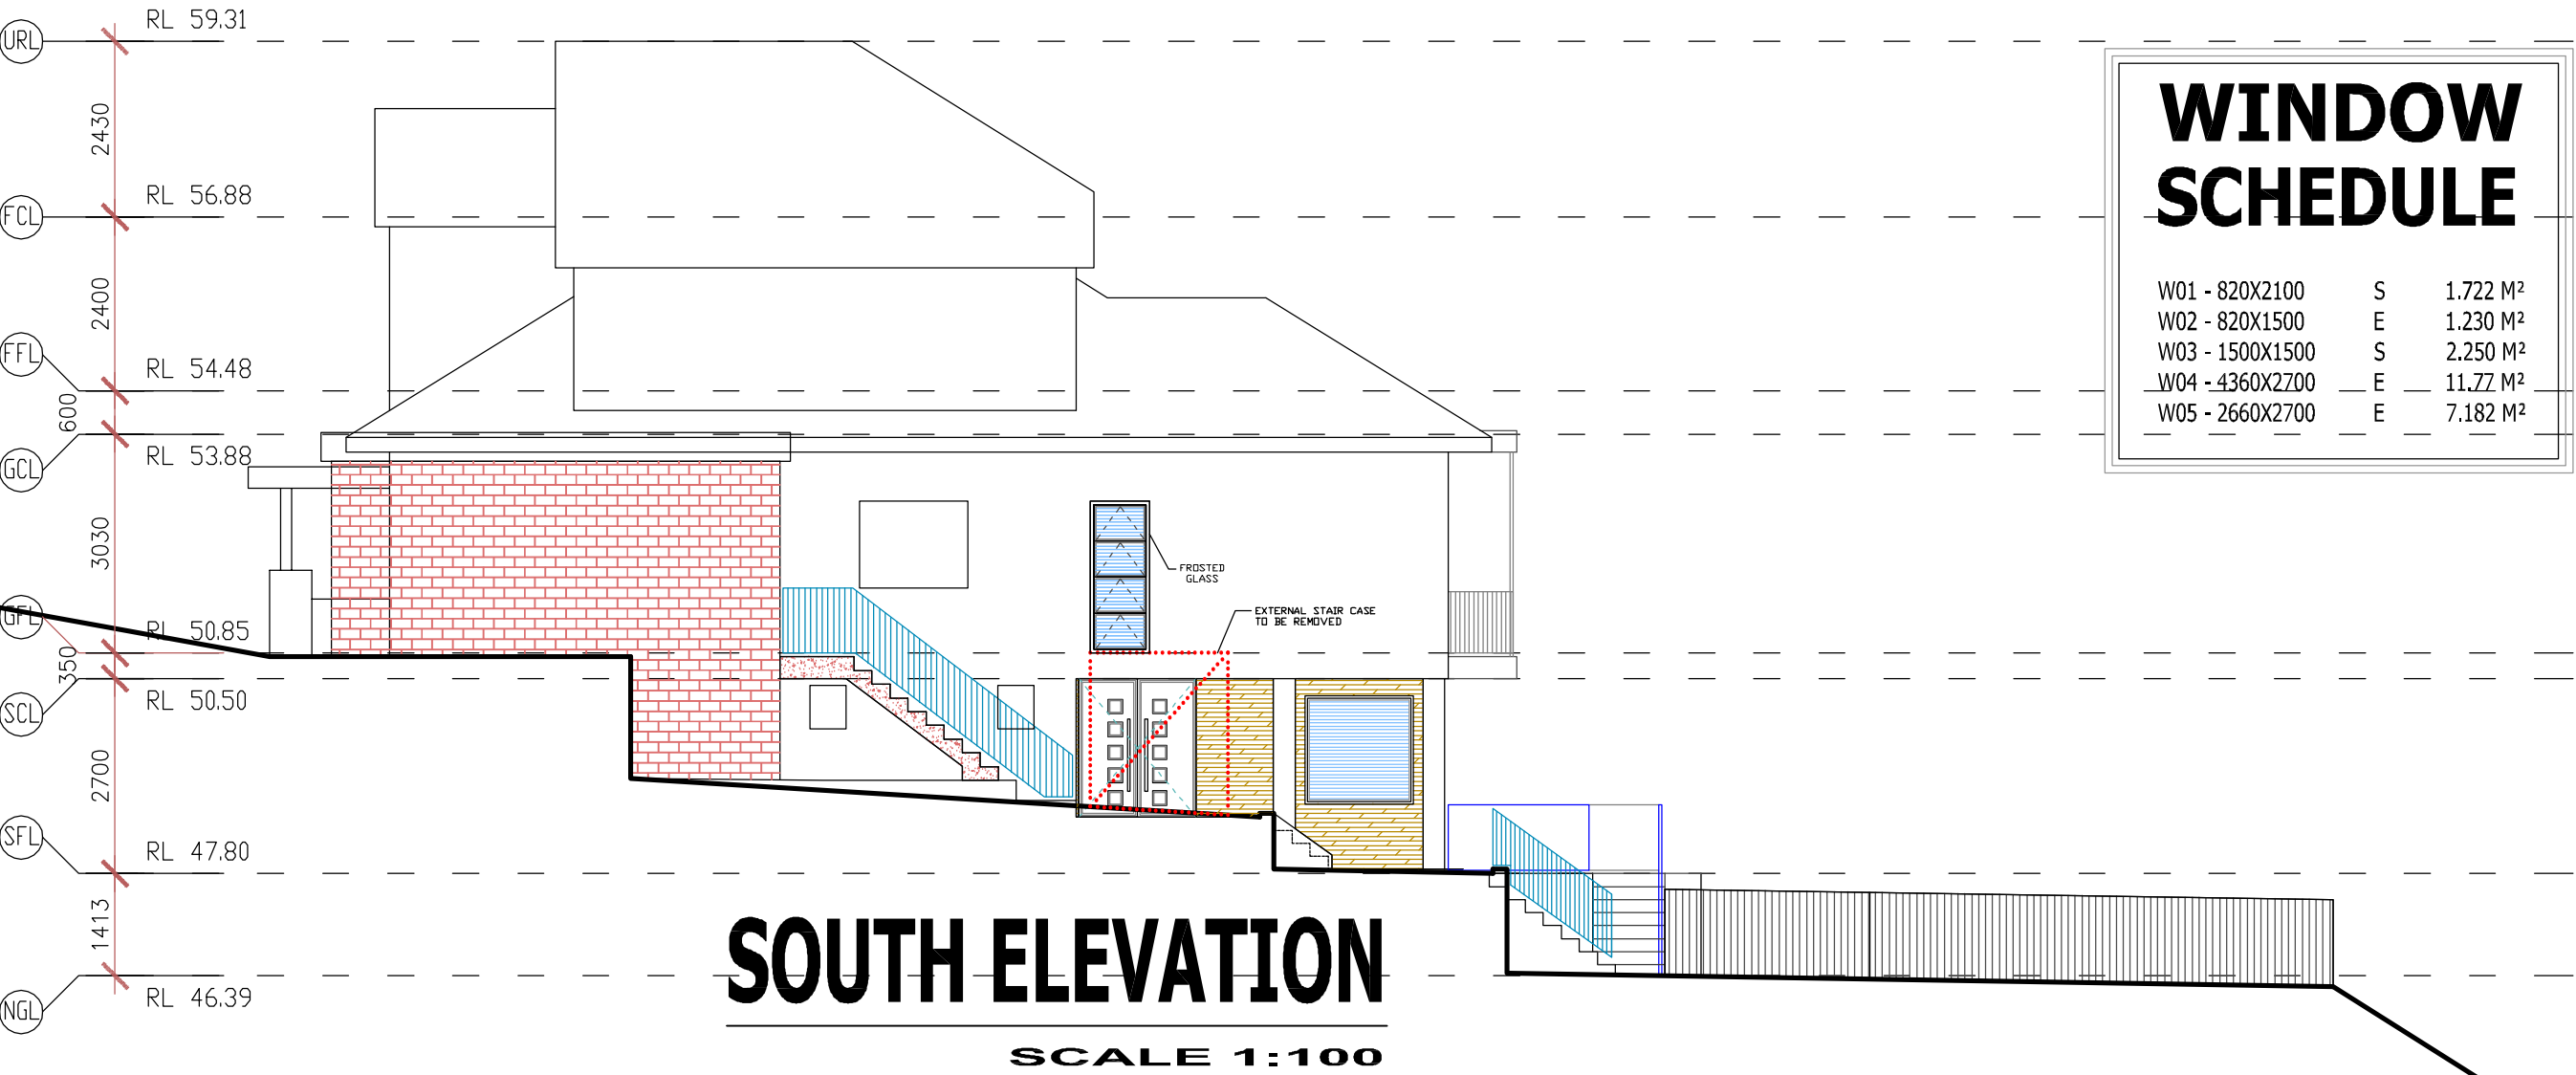 URL
RL 59.31
2430
FCL
RL 56.88
2400
FFL
RL 54.48
600
GCL
RL 53.88
3030
GFL
RL 50.85
350
SCL
RL 50.50
2700
SFL
RL 47.80
1413
NGL
RL 46.39
FROSTED
GLASS
EXTERNAL STAIR CASE
TO BE REMOVED
SOUTH ELEVATION
SCALE 1:100
WINDOW
SCHEDULE
W01 - 820X2100 S 1.722 M²
W02 - 820X1500 E 1.230 M²
W03 - 1500X1500 S 2.250 M²
W04 - 4360X2700 E 11.77 M²
W05 - 2660X2700 E 7.182 M²